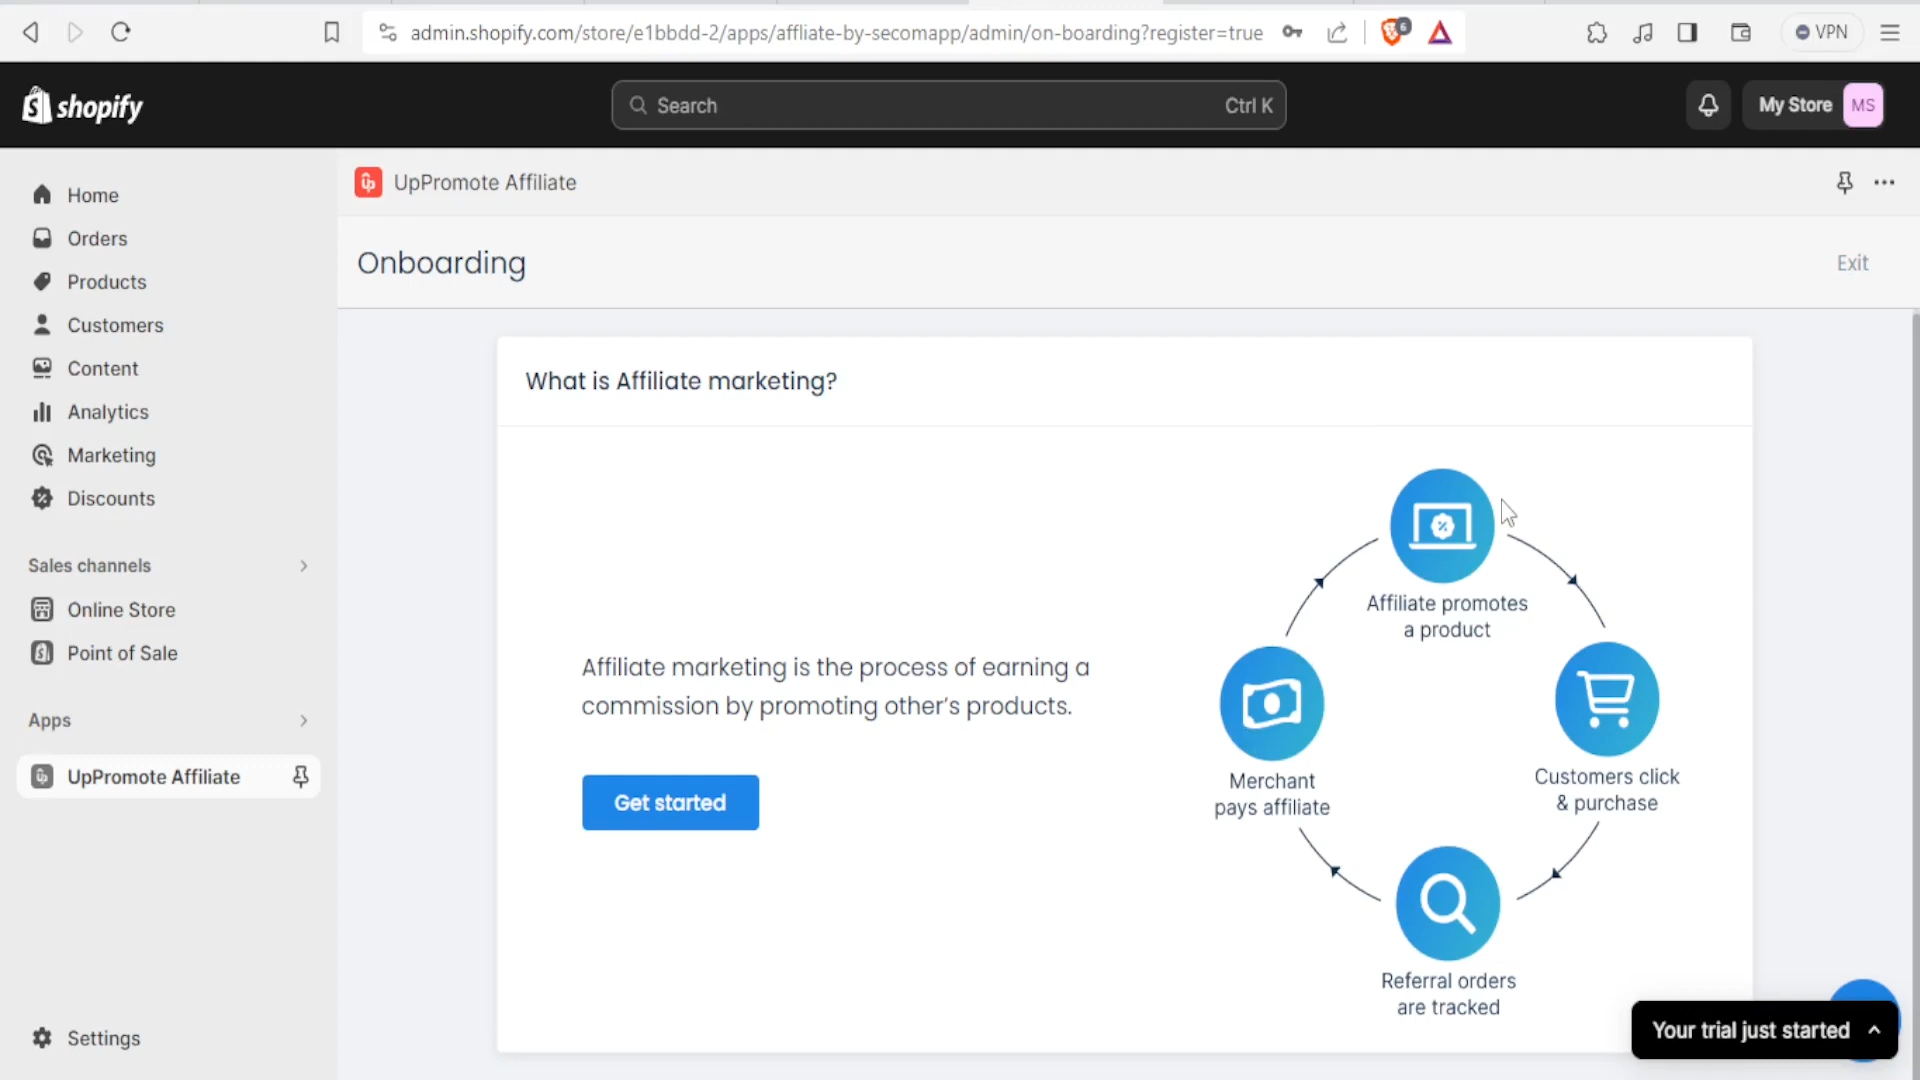 admin.shopify.com/store/e1bbdd-2/apps/affliate-by-secomapp/admin/on-boarding?register=true
6
VPN
shopify
Search
Ctrl K
My Store
MS
Home
Orders
Products
Customers
Content
Analytics
Marketing
Discounts
Sales channels
Online Store
Point of Sale
Apps
UpPromote Affiliate
Settings
UpPromote Affiliate
Onboarding
Exit
What is Affiliate marketing?
Affiliate marketing is the process of earning a
commission by promoting other's products.
Get started
Affiliate promotes
a product
Customers click
& purchase
Merchant
pays affiliate
Referral orders
are tracked
Your trial just started